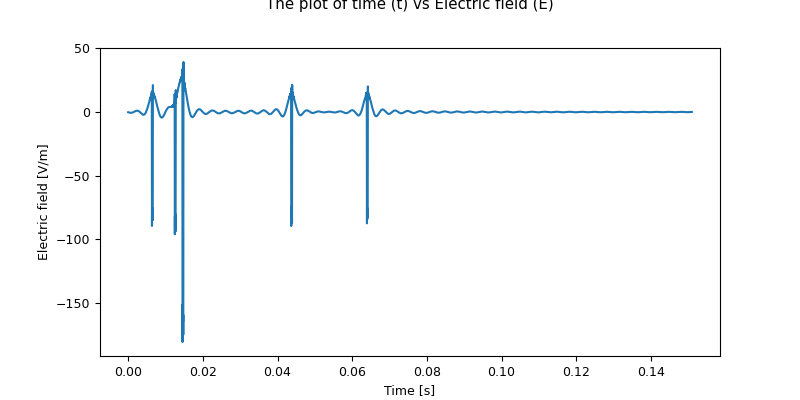 The plot of time (t) vs Electric field (E)
50
0
−50
−100
−150
Electric field [V/m]
0.00 0.02 0.04 0.06 0.08 0.10 0.12 0.14
Time [s]